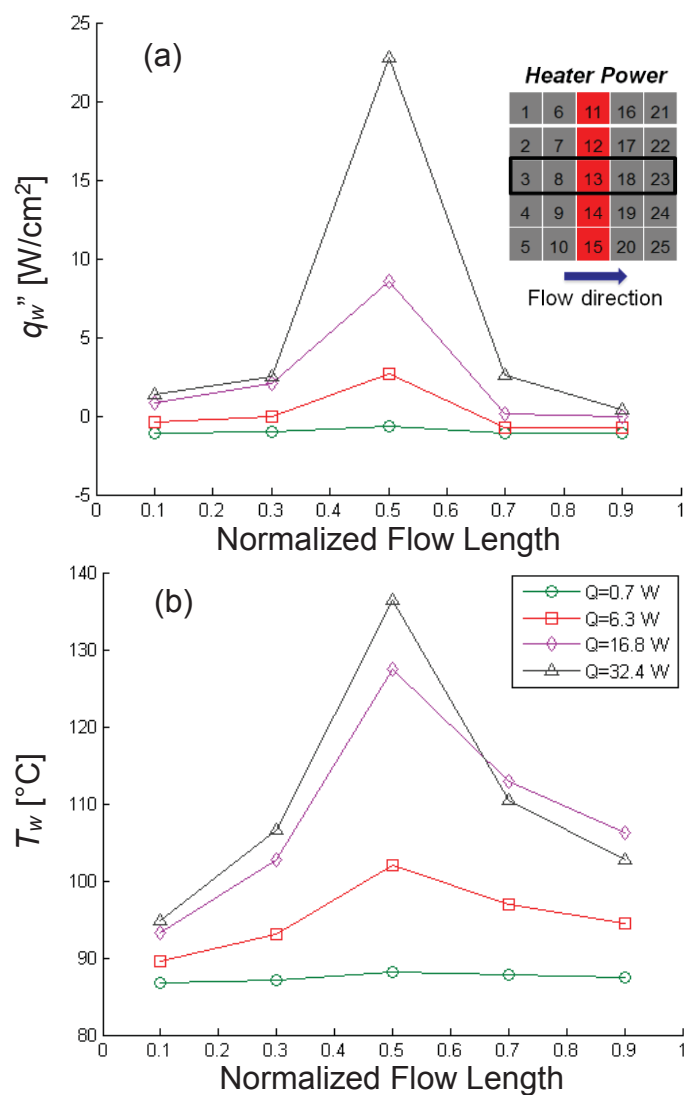 (a)
25
20
15
10
5
0
-5
qw” [W/cm²]
0 0.1 0.2 0.3 0.4 0.5 0.6 0.7 0.8 0.9 1
Normalized Flow Length
Heater Power
1 6 11 16 21
2 7 12 17 22
3 8 13 18 23
4 9 14 19 24
5 10 15 20 25
Flow direction
(b)
140
130
120
110
100
90
80
Tw [°C]
0 0.1 0.2 0.3 0.4 0.5 0.6 0.7 0.8 0.9 1
Normalized Flow Length
Q=0.7 W
Q=6.3 W
Q=16.8 W
Q=32.4 W